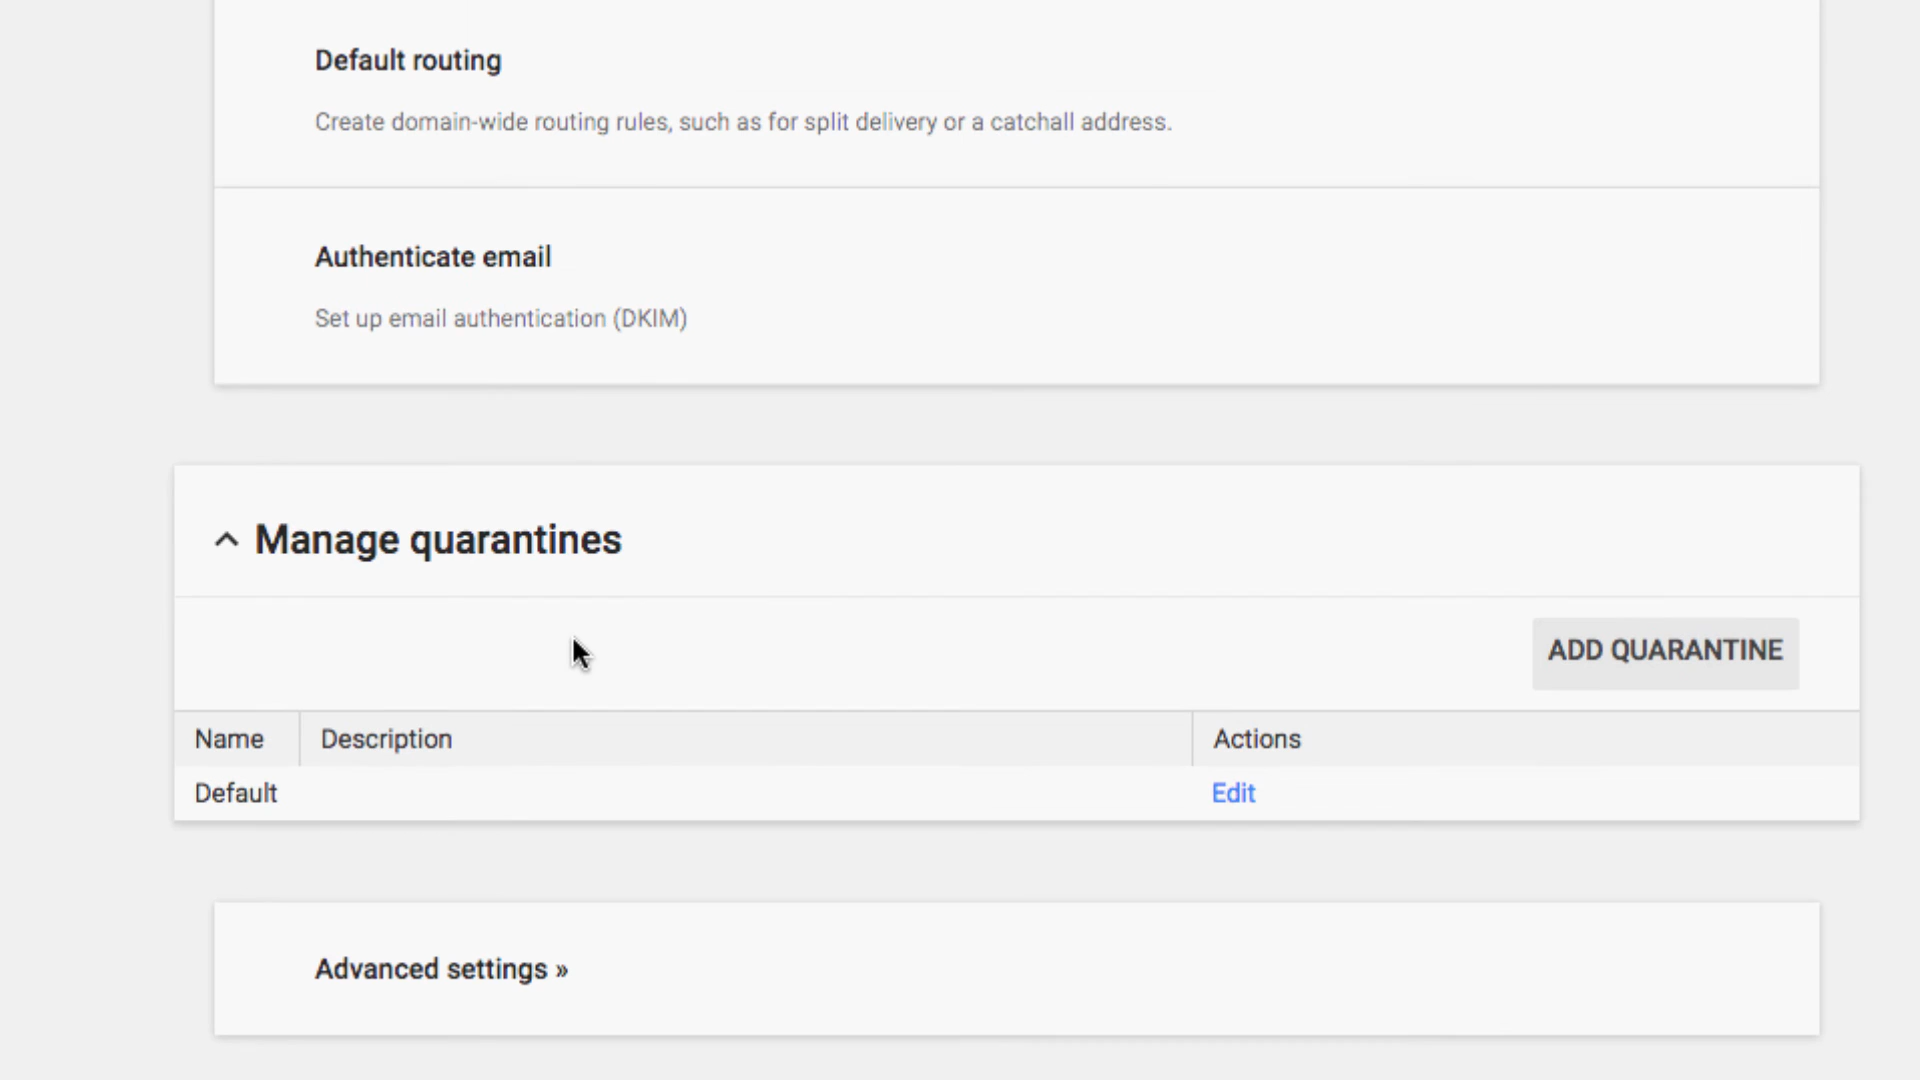 Default routing
Create domain-wide routing rules, such as for split delivery or a catchall address.
Authenticate email
Set up email authentication (DKIM)
Manage quarantines
ADD QUARANTINE
Name Description Actions
Default Edit
Advanced settings »